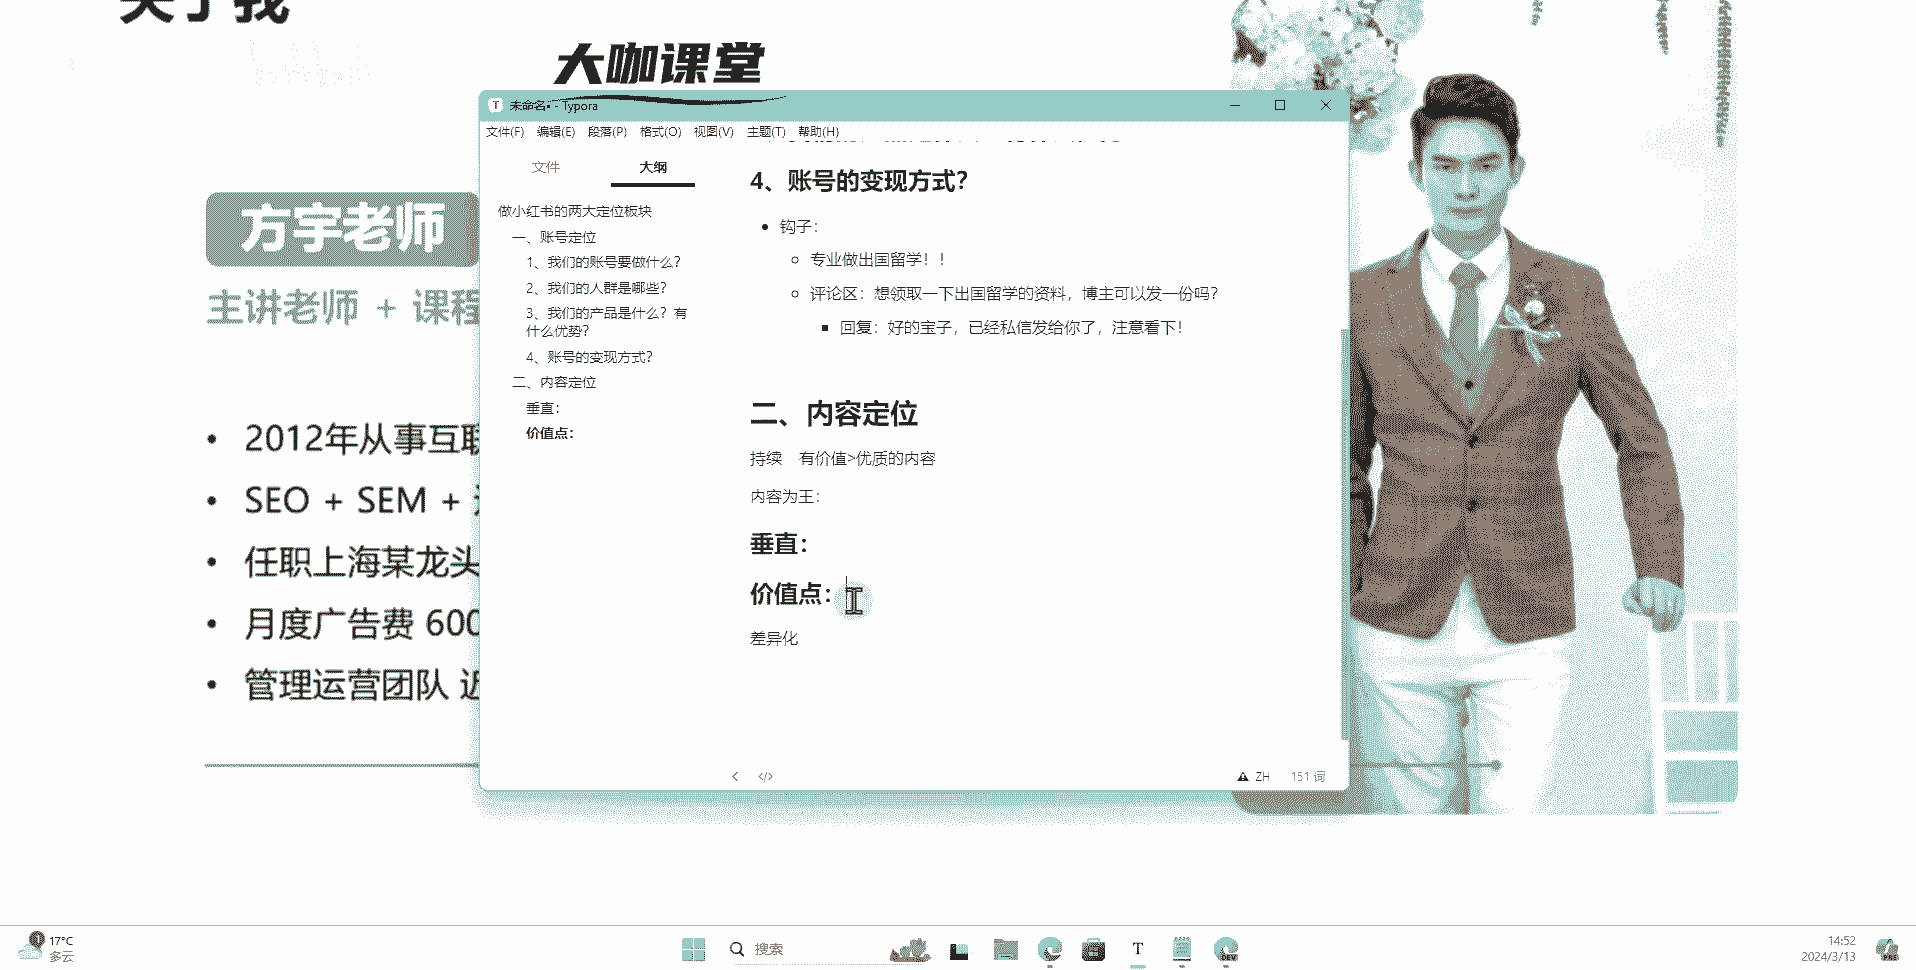 关于我
大咖课堂
未命名• - Typora
文件(F) 编辑(E) 段落(P) 格式(O) 视图(V) 主题(T) 帮助(H)
文件 大纲
做小红书的两大定位板块
一、账号定位
1、我们的账号要做什么？
2、我们的人群是哪些？
3、我们的产品是什么？有
什么优势？
4、账号的变现方式？
二、内容定位
垂直：
价值点：
4、账号的变现方式？
钩子：
专业做出国留学！！
评论区：想领取一下出国留学的资料，博主可以发一份吗？
回复：好的宝子，已经私信发给你了，注意看下！
二、内容定位
持续 有价值>优质的内容
内容为王：
垂直：
价值点：
差异化
</> ZH 151 词
方宇老师
主讲老师 + 课程
2012年从事互联
SEO + SEM +
任职上海某龙头
月度广告费 600
管理运营团队 近
1
17°C
多云
搜索
T
DEV
14:52
2024/3/13
PRE